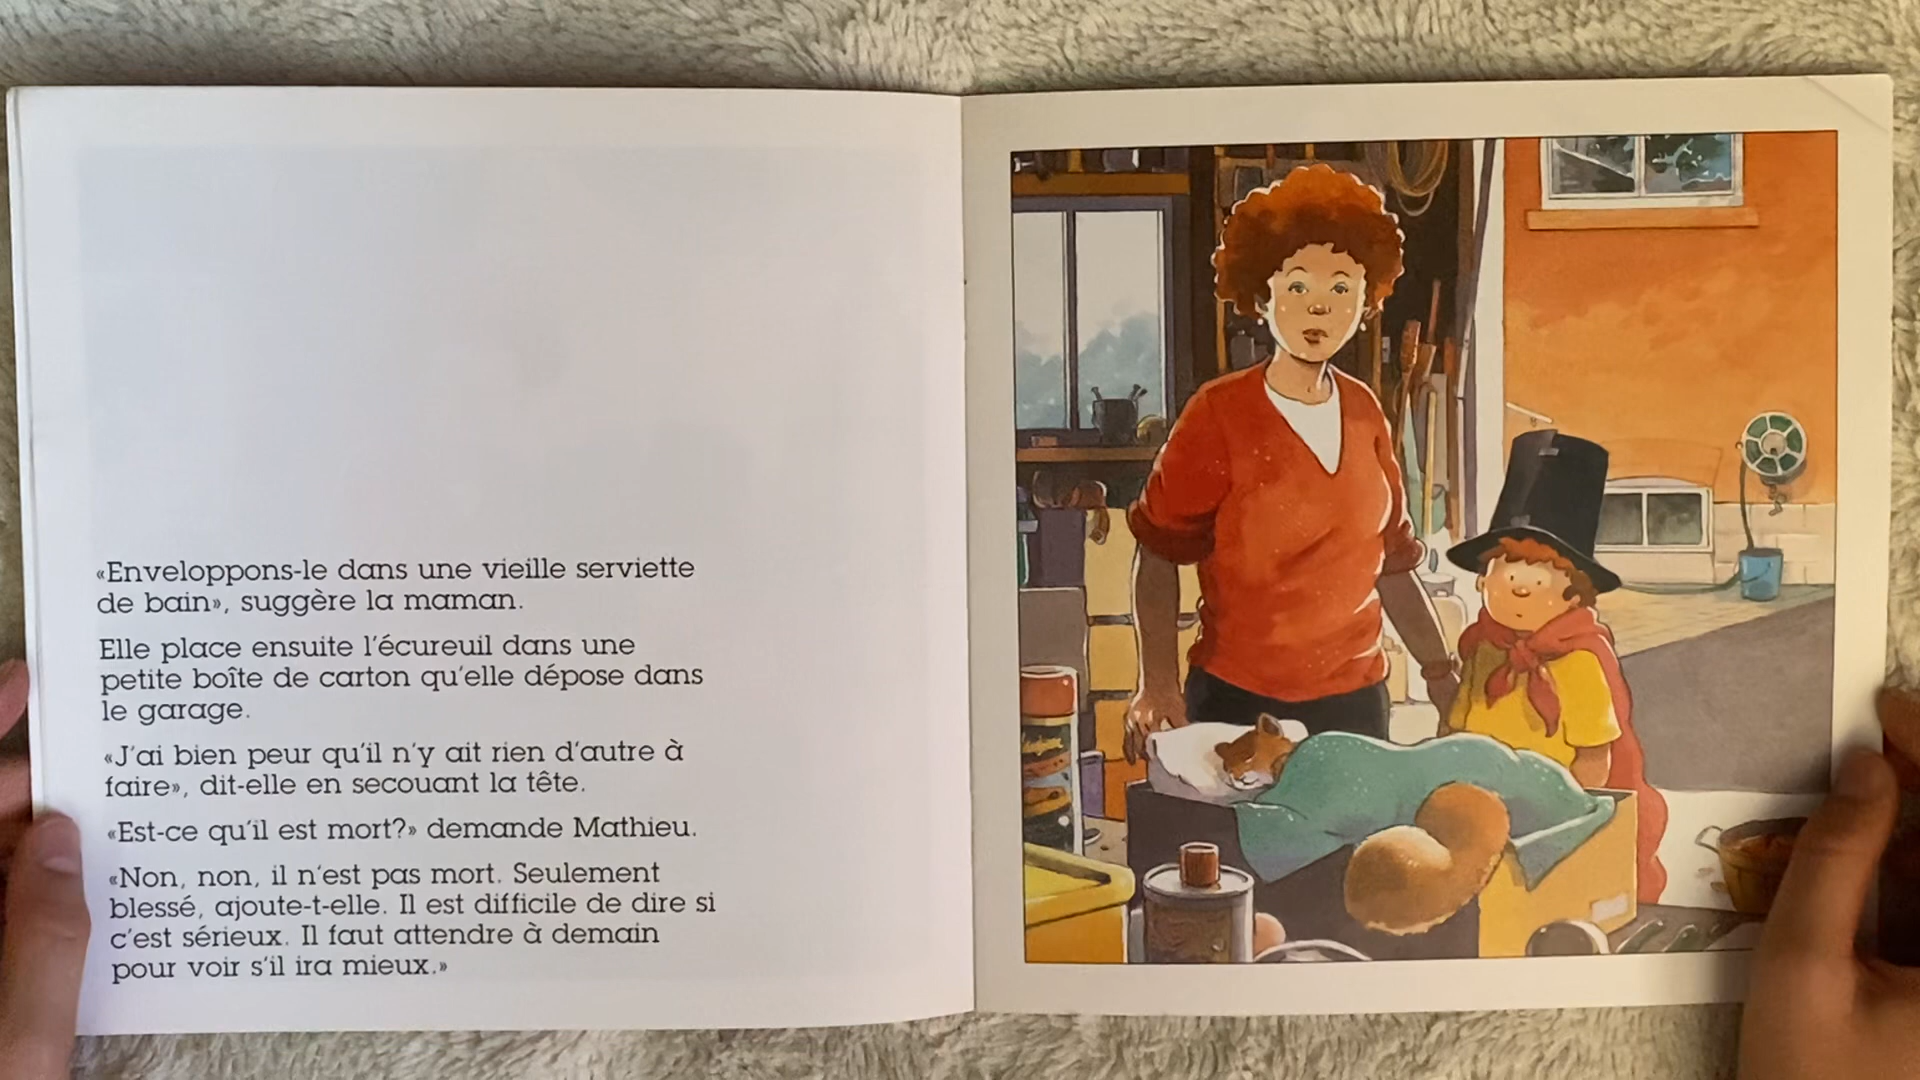 «Enveloppons-le dans une vieille serviette
de bain», suggère la maman.
Elle place ensuite l'écureuil dans une
petite boîte de carton qu'elle dépose dans
le garage.
«J'ai bien peur qu'il n'y ait rien d'autre à
faire», dit-elle en secouant la tête.
«Est-ce qu'il est mort?» demande Mathieu.
«Non, non, il n'est pas mort. Seulement
blessé, ajoute-t-elle. Il est difficile de dire si
c'est sérieux. Il faut attendre à demain
pour voir s'il ira mieux.»